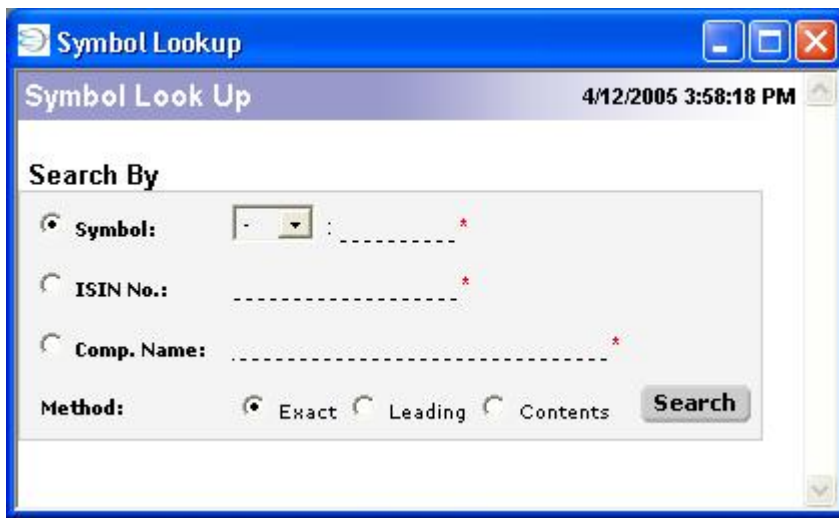 Symbol Lookup
Symbol Look Up 4/12/2005 3:58:18 PM
Search By
Symbol: - : *
ISIN No.: *
Comp. Name: *
Method: Exact Leading Contents Search